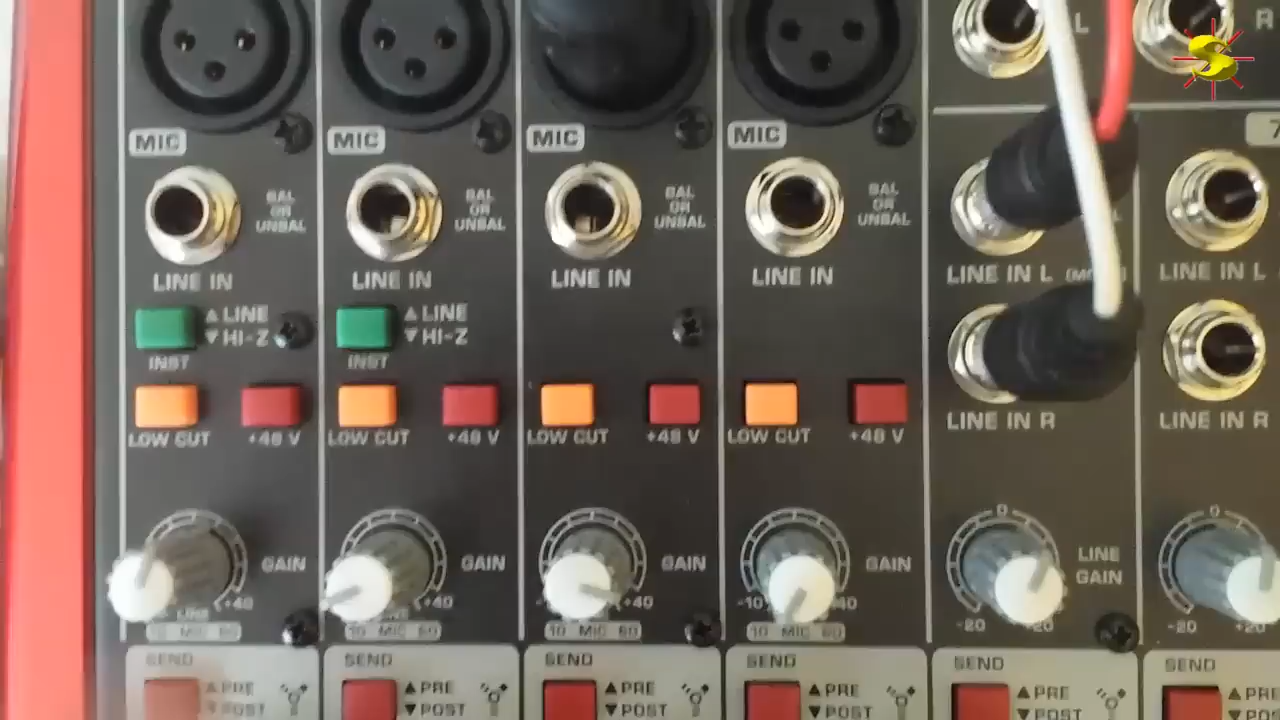 L R
MIC MIC MIC MIC 7
BAL OR UNBAL BAL OR UNBAL BAL OR UNBAL BAL OR UNBAL
LINE IN LINE IN LINE IN LINE IN LINE IN L LINE IN L
▲ LINE ▲ LINE
▼ HI-Z ▼ HI-Z
INST INST
LOW CUT +48 V LOW CUT +48 V LOW CUT +48 V LOW CUT +48 V LINE IN R LINE IN R
0 0
GAIN GAIN GAIN GAIN LINE GAIN
+40 +40 +40 -10 40 -20 +20 -20 +20
10 MIC 60 10 MIC 60 10 MIC 60 10 MIC 60
SEND SEND SEND SEND SEND SEND
▲ PRE ▲ PRE ▲ PRE ▲ PRE ▲ PRE ▲ PRE
▼ POST ▼ POST ▼ POST ▼ POST ▼ POST